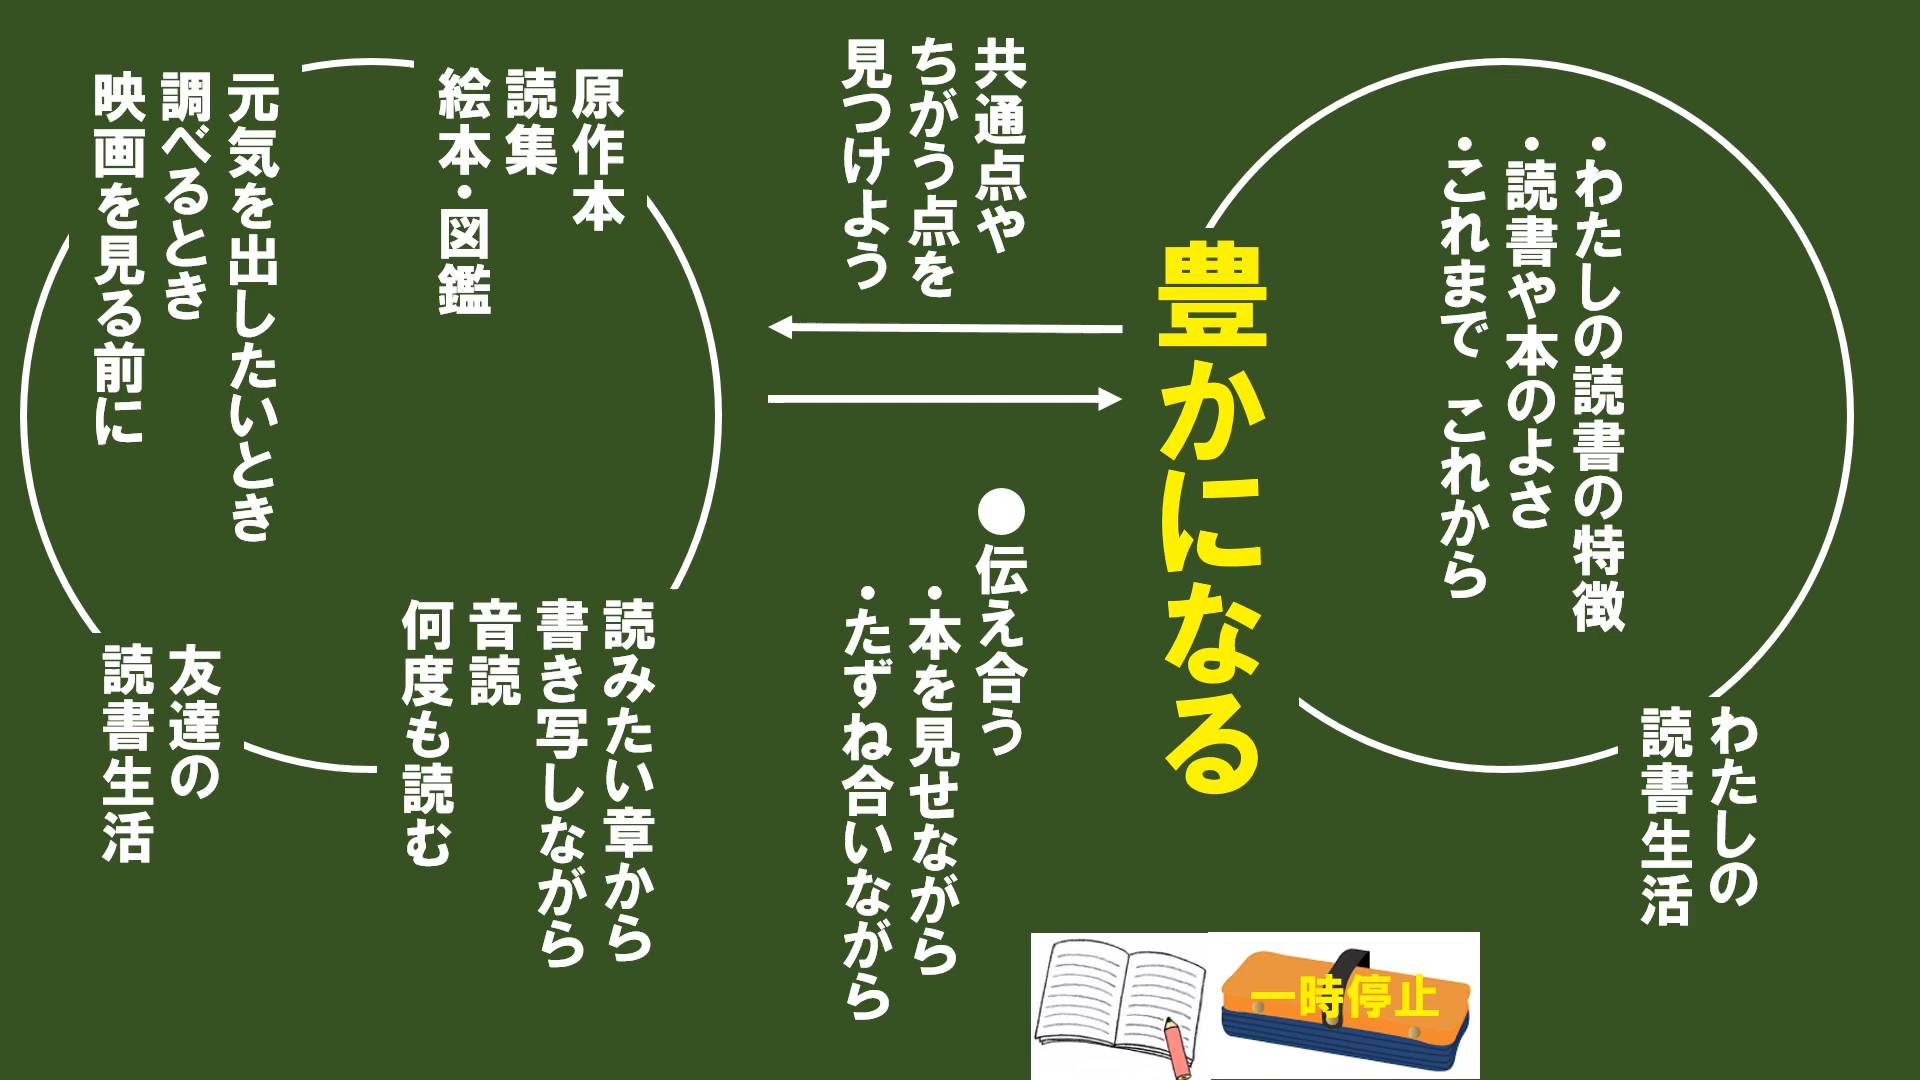 ・わたしの読書の特徴
・読書や本のよさ
・これまで　これから
わたしの
読書生活
豊かになる
共通点や
ちがう点を
見つけよう
●伝え合う
・本を見せながら
・たずね合いながら
原作本
読集
絵本・図鑑
元気を出したいとき
調べるとき
映画を見る前に
読みたい章から
書き写しながら
音読
何度も読む
友達の
読書生活
一時停止